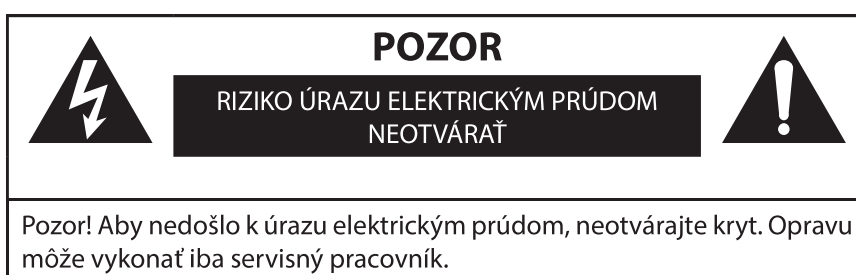 POZOR
RIZIKO ÚRAZU ELEKTRICKÝM PRÚDOM
NEOTVÁRAŤ
Pozor! Aby nedošlo k úrazu elektrickým prúdom, neotvárajte kryt. Opravu
môže vykonať iba servisný pracovník.